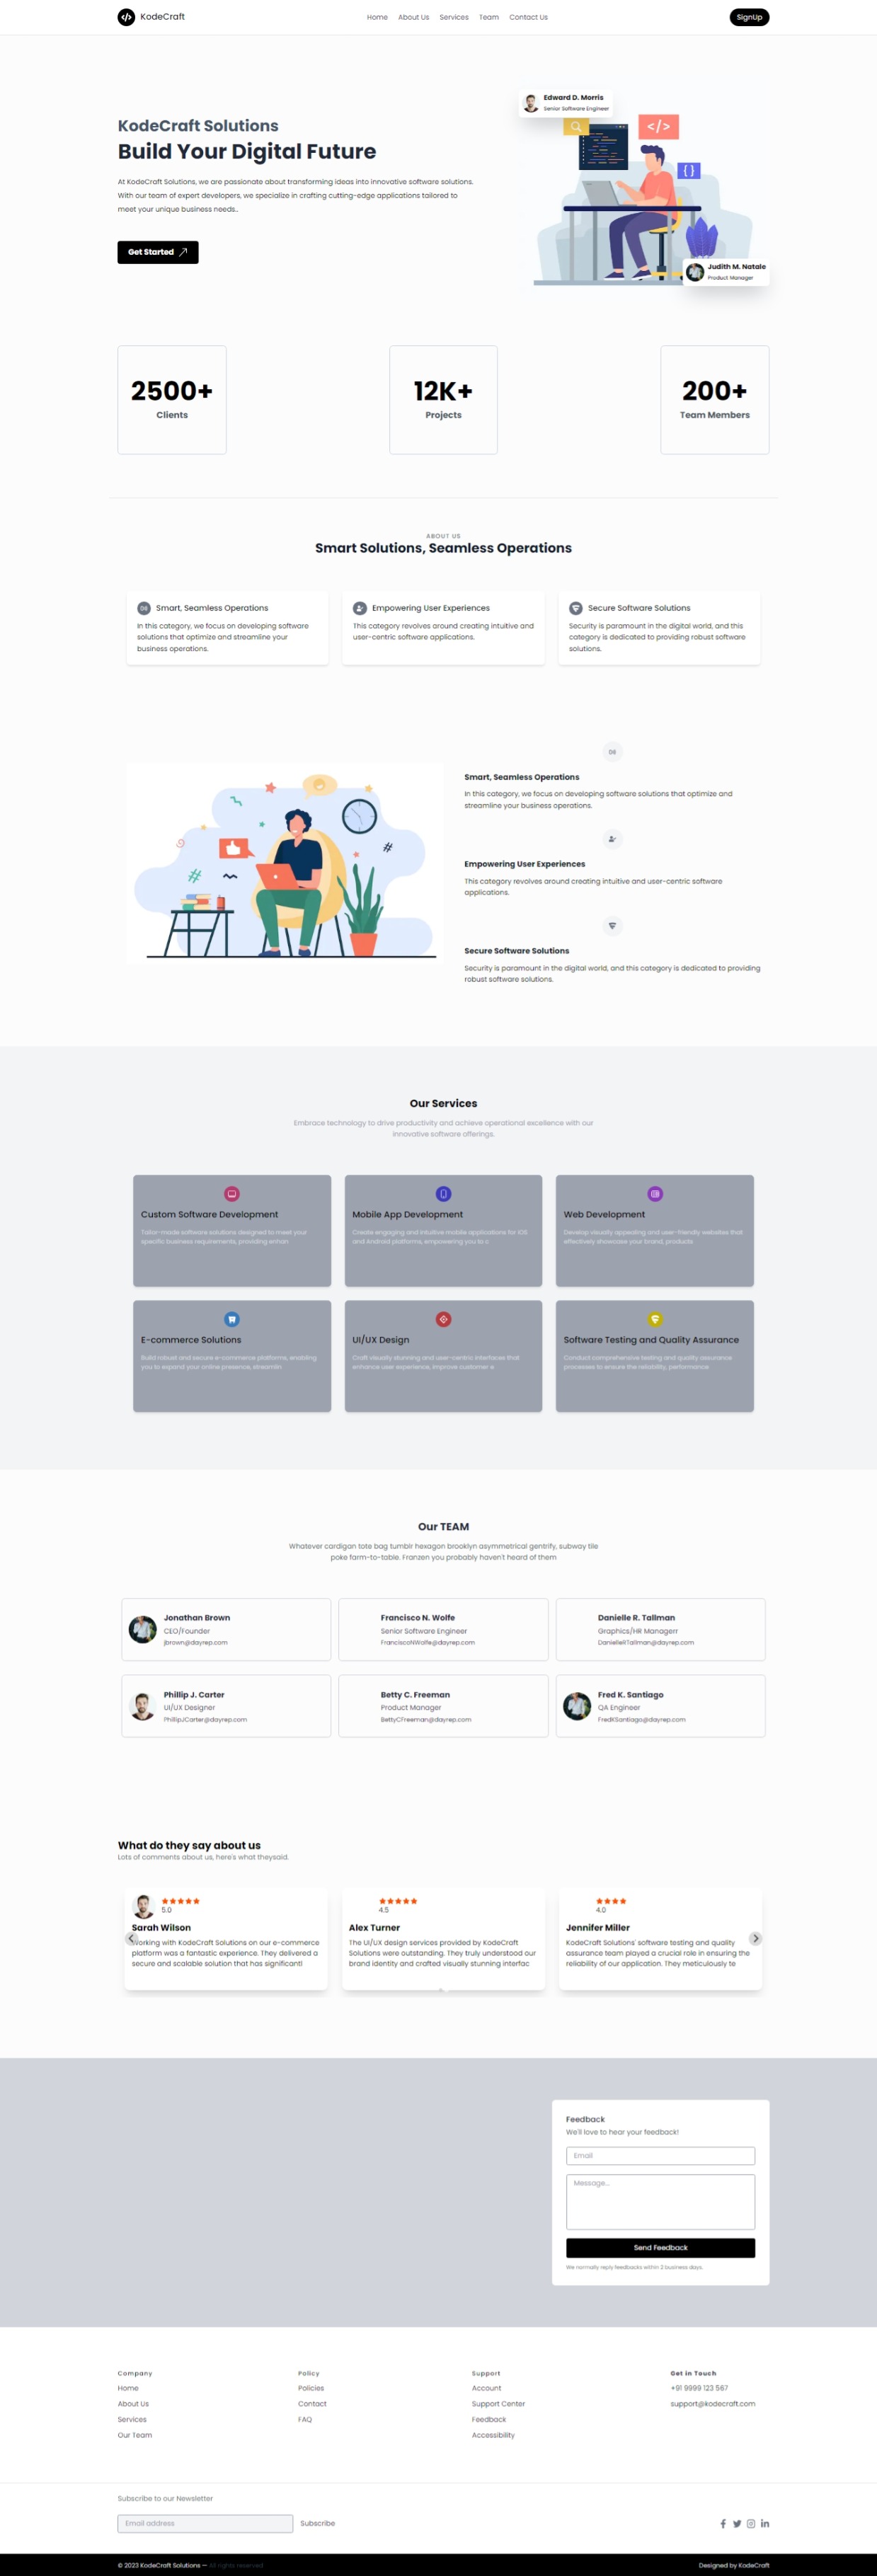 KodeCraft
Home About Us Services Team Contact Us
SignUp
Edward D. Morris
Senior Software Engineer
</>
{ }
KodeCraft Solutions
Build Your Digital Future
At KodeCraft Solutions, we are passionate about transforming ideas into innovative software solutions.
With our team of expert developers, we specialize in crafting cutting-edge applications tailored to
meet your unique business needs..
Get Started
Judith M. Natale
Product Manager
2500+
Clients
12K+
Projects
200+
Team Members
ABOUT US
Smart Solutions, Seamless Operations
Smart, Seamless Operations
In this category, we focus on developing software
solutions that optimize and streamline your
business operations.
Empowering User Experiences
This category revolves around creating intuitive and
user-centric software applications.
Secure Software Solutions
Security is paramount in the digital world, and this
category is dedicated to providing robust software
solutions.
Smart, Seamless Operations
In this category, we focus on developing software solutions that optimize and
streamline your business operations.
Empowering User Experiences
This category revolves around creating intuitive and user-centric software
applications.
Secure Software Solutions
Security is paramount in the digital world, and this category is dedicated to providing
robust software solutions.
Our Services
Embrace technology to drive productivity and achieve operational excellence with our
innovative software offerings.
Custom Software Development
Tailor-made software solutions designed to meet your
specific business requirements, providing enhan
Mobile App Development
Create engaging and intuitive mobile applications for iOS
and Android platforms, empowering you to c
Web Development
Develop visually appealing and user-friendly websites that
effectively showcase your brand, products
E-commerce Solutions
Build robust and secure e-commerce platforms, enabling
you to expand your online presence, streamlin
UI/UX Design
Craft visually stunning and user-centric interfaces that
enhance user experience, improve customer e
Software Testing and Quality Assurance
Conduct comprehensive testing and quality assurance
processes to ensure the reliability, performance
Our TEAM
Whatever cardigan tote bag tumblr hexagon brooklyn asymmetrical gentrify, subway tile
poke farm-to-table. Franzen you probably haven't heard of them
Jonathan Brown
CEO/Founder
jbrown@dayrep.com
Francisco N. Wolfe
Senior Software Engineer
FranciscoNWolfe@dayrep.com
Danielle R. Tallman
Graphics/HR Managerr
DanielleRTallman@dayrep.com
Phillip J. Carter
UI/UX Designer
PhillipJCarter@dayrep.com
Betty C. Freeman
Product Manager
BettyCFreeman@dayrep.com
Fred K. Santiago
QA Engineer
FredKSantiago@dayrep.com
What do they say about us
Lots of comments about us, here's what theysaid.
5.0
Sarah Wilson
Working with KodeCraft Solutions on our e-commerce
platform was a fantastic experience. They delivered a
secure and scalable solution that has significantl
4.5
Alex Turner
The UI/UX design services provided by KodeCraft
Solutions were outstanding. They truly understood our
brand identity and crafted visually stunning interfac
4.0
Jennifer Miller
KodeCraft Solutions' software testing and quality
assurance team played a crucial role in ensuring the
reliability of our application. They meticulously te
Feedback
We'll love to hear your feedback!
Email
Message...
Send Feedback
We normally reply feedbacks within 2 business days.
Company
Home
About Us
Services
Our Team
Policy
Policies
Contact
FAQ
Support
Account
Support Center
Feedback
Accessibility
Get in Touch
+91 9999 123 567
support@kodecraft.com
Subscribe to our Newsletter
Email address
Subscribe
© 2023 KodeCraft Solutions — All rights reserved
Designed by KodeCraft